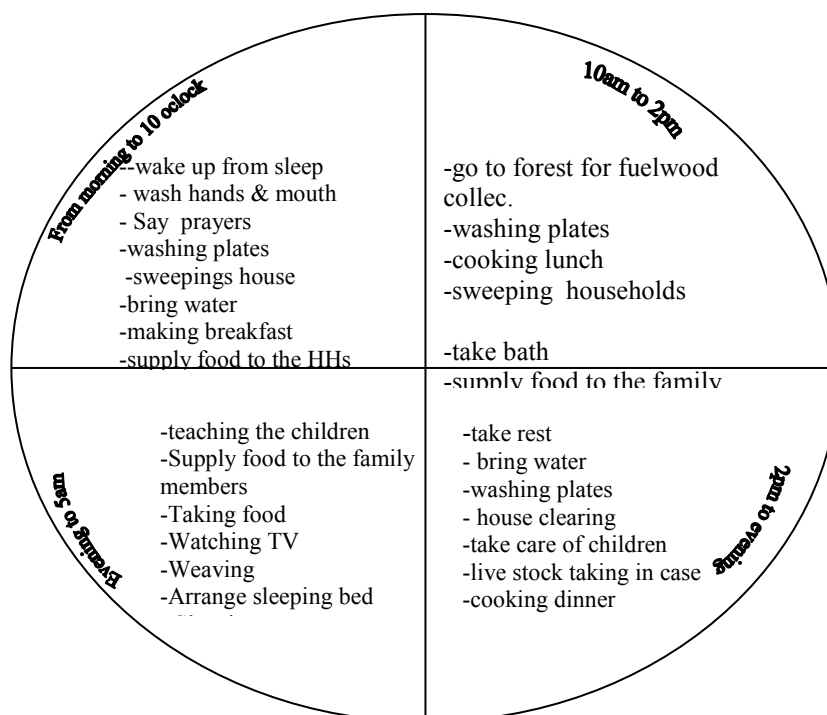 From morning to 10 oclock
--wake up from sleep
- wash hands & mouth
- Say prayers
-washing plates
-sweepings house
-bring water
-making breakfast
-supply food to the HHs
10am to 2pm
-go to forest for fuelwood
collec.
-washing plates
-cooking lunch
-sweeping households
-take bath
-supply food to the family
2pm to evening
-take rest
- bring water
-washing plates
- house clearing
-take care of children
-live stock taking in case
-cooking dinner
Evening to 5am
-teaching the children
-Supply food to the family
members
-Taking food
-Watching TV
-Weaving
-Arrange sleeping bed